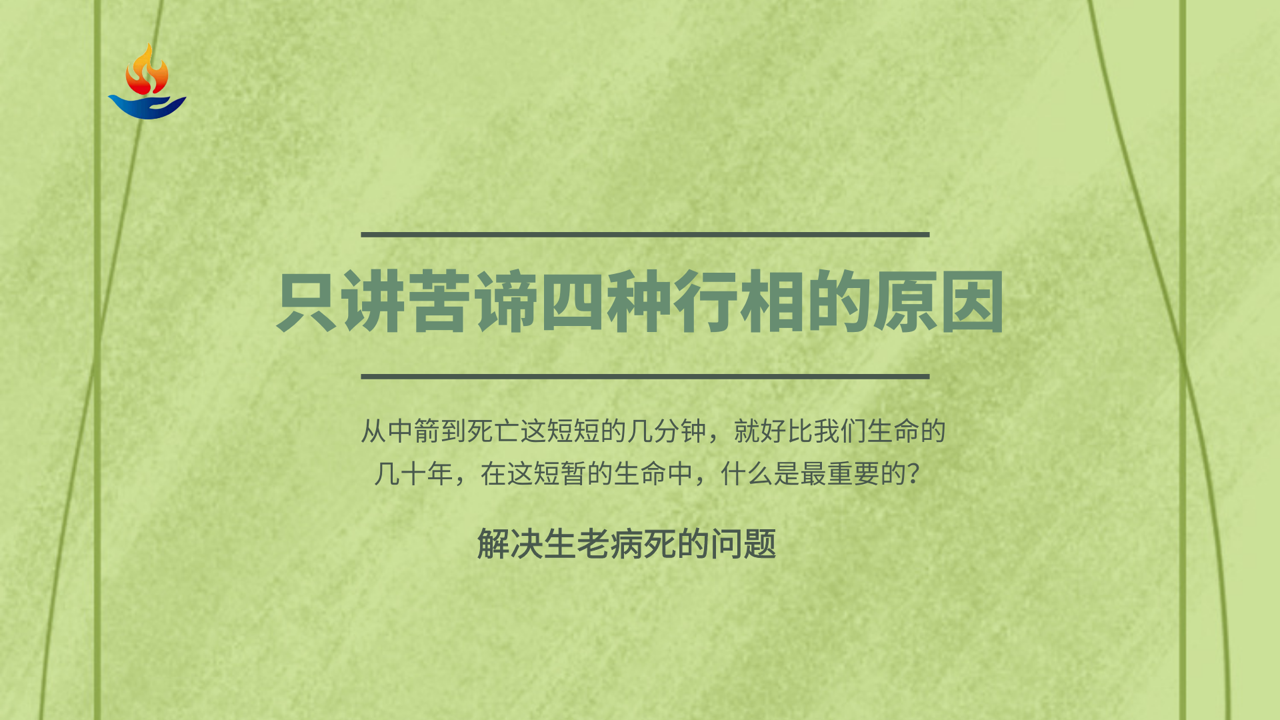 只讲苦谛四种行相的原因
从中箭到死亡这短短的几分钟，就好比我们生命的
几十年，在这短暂的生命中，什么是最重要的？
解决生老病死的问题